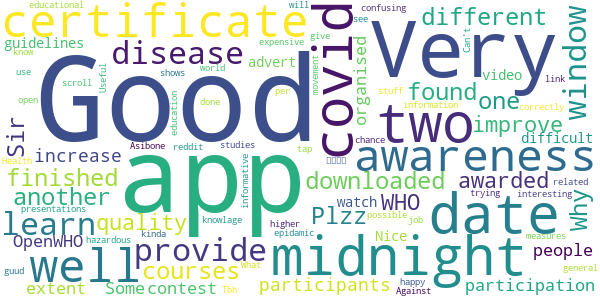 educational
certificate
will
see
confusing
covid
Very
different
window
guidelines
know
expensive
give
movement
Can't
disease
advert
organised
video
link
use
scroll
Useful
shows
world
found
one
stuff
Good
open
education
done
per
two
information
improve
correctly
Sir
Asibone
reddit
studies
tap
chance
difficult
increase
app
informative
awareness
Why
finished
downloaded
awarded
related
trying
interesting
another
presentations
knowlage
higher
watch
WHO
date
learn
quality
Plzz
possible
job
measures
Health
OpenWHO
hazardous
provide
epidemic
Nice
people
guud
well
kinda
courses
what
midnight
general
extent
Some
contest
Tbh
participants
happy
Against
participation